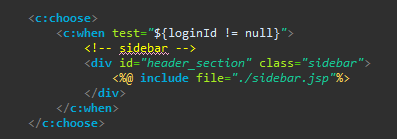 <c:choose>
<c:when test="${loginId != null}">
<!-- sidebar -->
<div id="header_section" class="sidebar">
<%@ include file="./sidebar.jsp"%>
</div>
</c:when>
</c:choose>